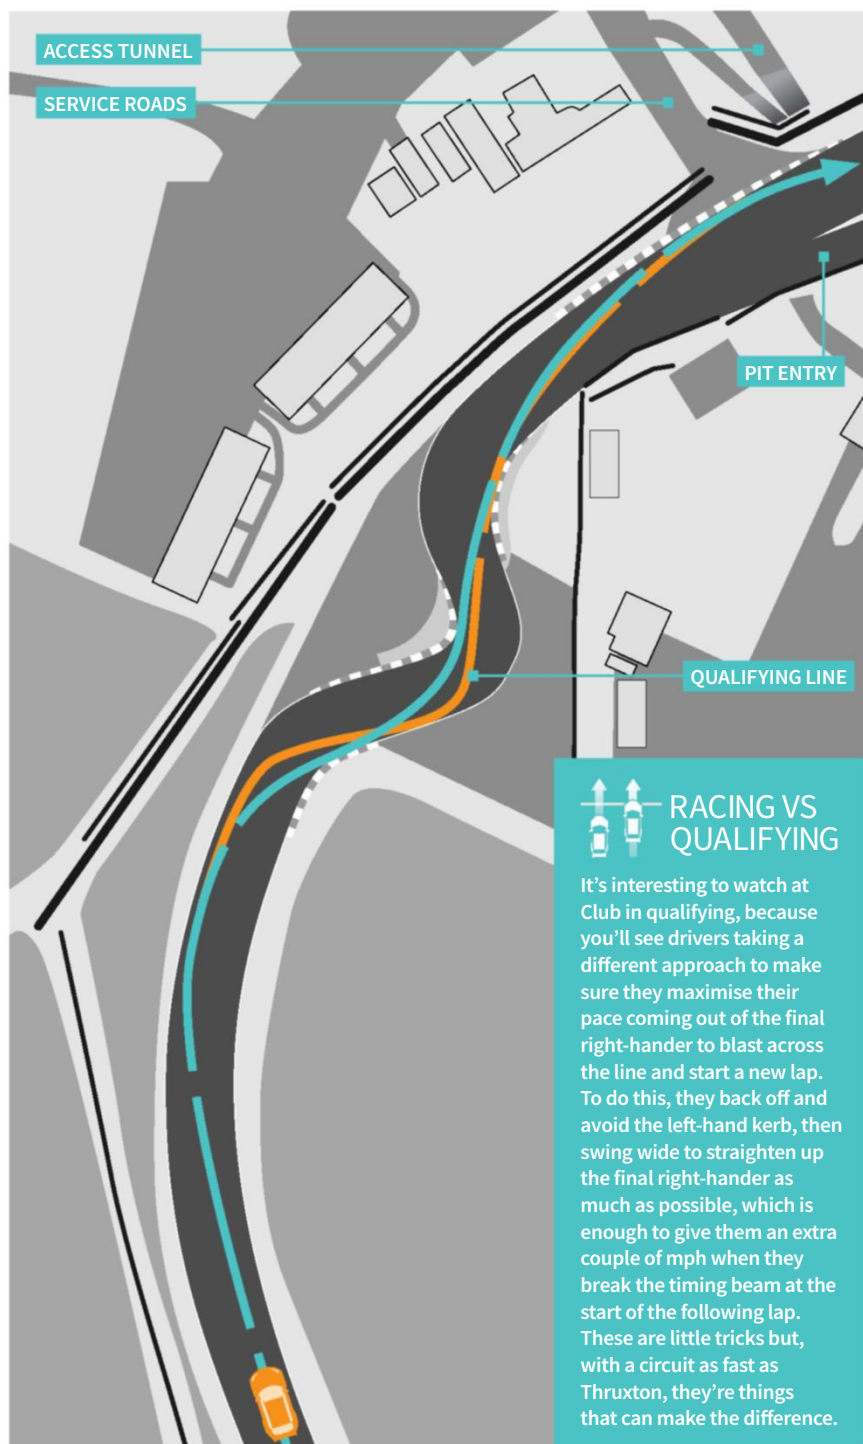 ACCESS TUNNEL
SERVICE ROADS
PIT ENTRY
QUALIFYING LINE
RACING VS
QUALIFYING
It’s interesting to watch at
Club in qualifying, because
you’ll see drivers taking a
different approach to make
sure they maximise their
pace coming out of the final
right-hander to blast across
the line and start a new lap.
To do this, they back off and
avoid the left-hand kerb, then
swing wide to straighten up
the final right-hander as
much as possible, which is
enough to give them an extra
couple of mph when they
break the timing beam at the
start of the following lap.
These are little tricks but,
with a circuit as fast as
Thruxton, they’re things
that can make the difference.